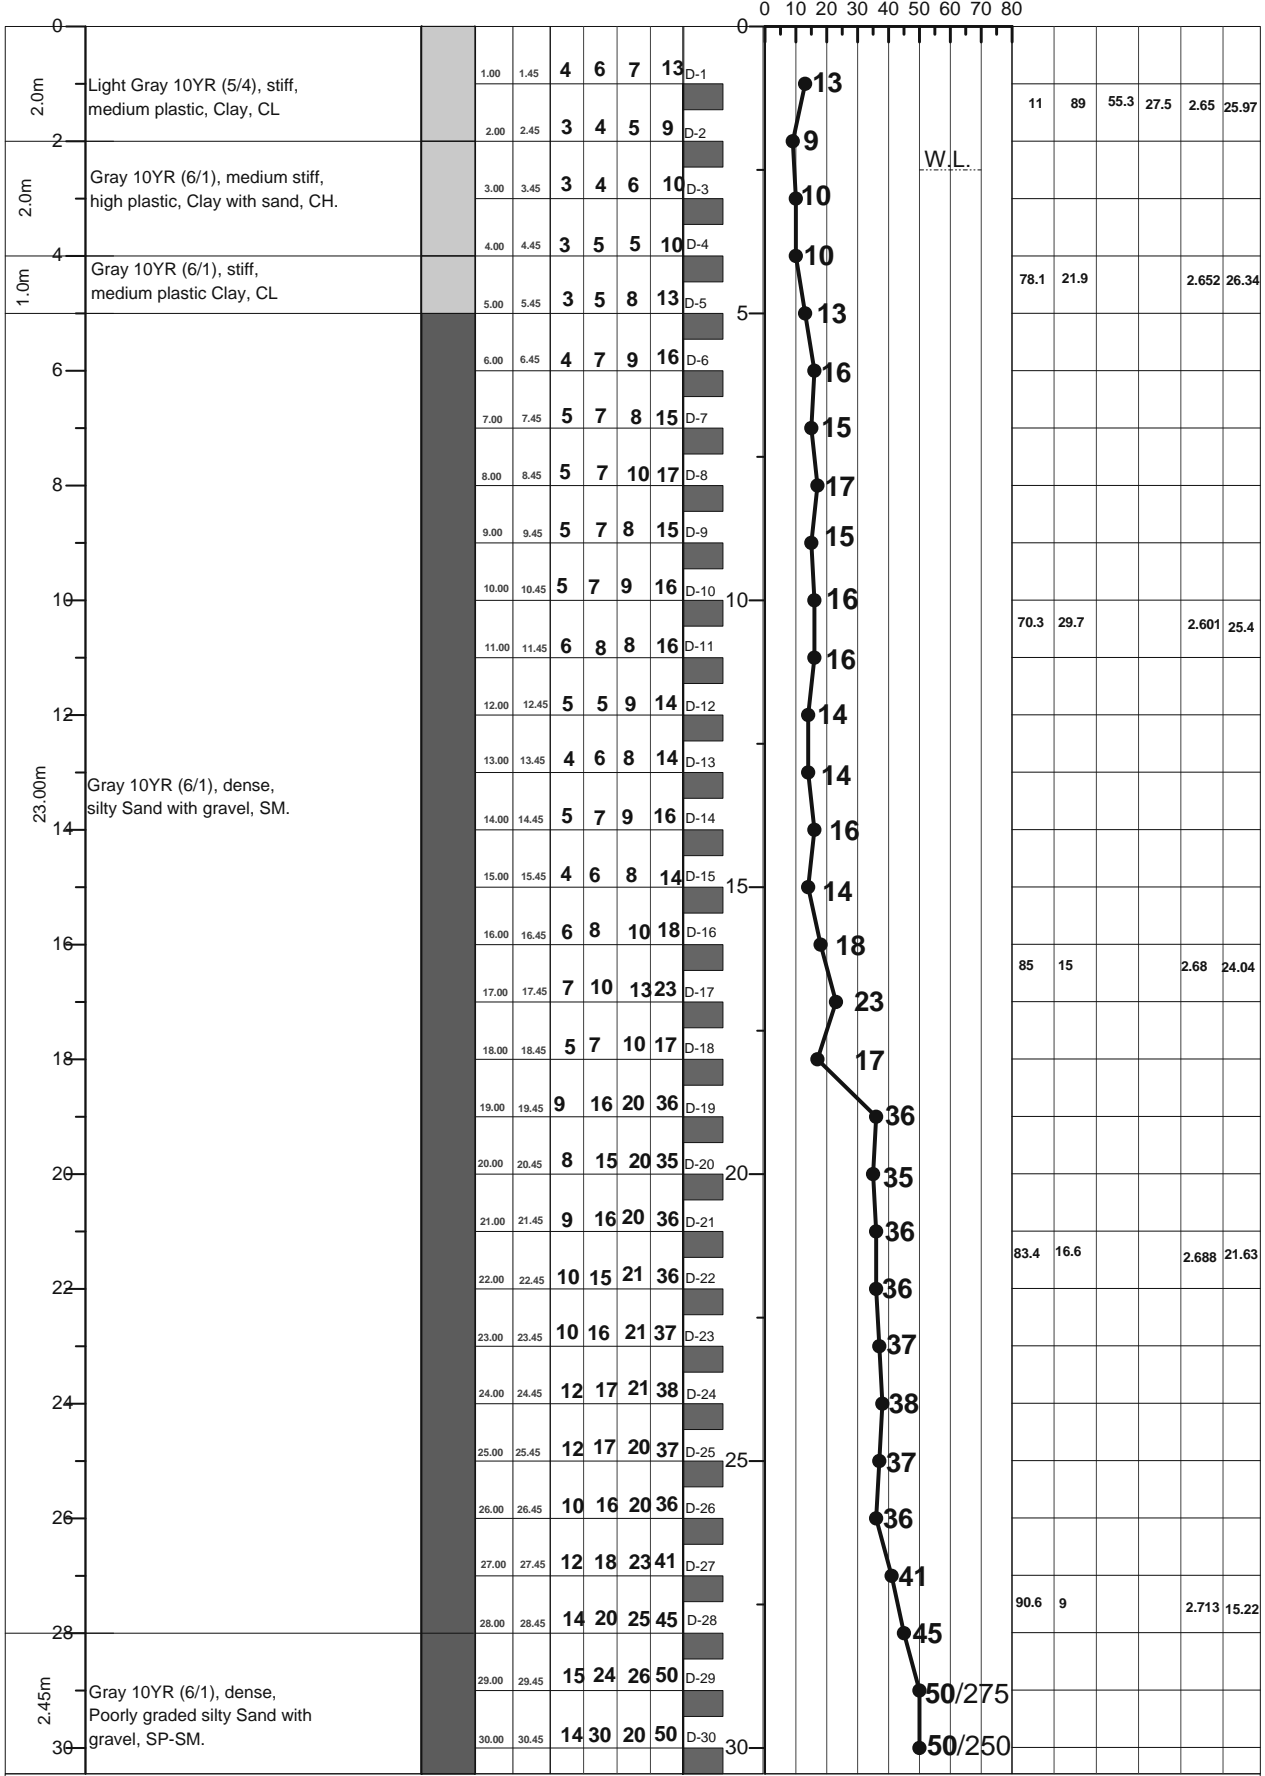 0 10 20 30 40 50 60 70 80
0 0
1.00 1.45 4 6 7 13 D-1
Light Gray 10YR (5/4), stiff,
medium plastic, Clay, CL
2.0m
13
11 89 55.3 27.5 2.65 25.97
2.00 2.45 3 4 5 9 D-2
2 9
W.L.
Gray 10YR (6/1), medium stiff,
high plastic, Clay with sand, CH.
2.0m
3.00 3.45 3 4 6 10 D-3
10
4.00 4.45 3 5 5 10 D-4
4 10
Gray 10YR (6/1), stiff,
medium plastic Clay, CL
1.0m
78.1 21.9 2.652 26.34
5.00 5.45 3 5 8 13 D-5
5 13
6.00 6.45 4 7 9 16 D-6
6 16
7.00 7.45 5 7 8 15 D-7
15
8.00 8.45 5 7 10 17 D-8
8 17
9.00 9.45 5 7 8 15 D-9
15
10.00 10.45 5 7 9 16 D-10
10 10 16
70.3 29.7 2.601 25.4
11.00 11.45 6 8 8 16 D-11
16
12.00 12.45 5 5 9 14 D-12
12 14
13.00 13.45 4 6 8 14 D-13
14
Gray 10YR (6/1), dense,
silty Sand with gravel, SM.
23.00m
14.00 14.45 5 7 9 16 D-14
14 16
15.00 15.45 4 6 8 14 D-15
15 14
16.00 16.45 6 8 10 18 D-16
16 18
85 15 2.68 24.04
17.00 17.45 7 10 13 23 D-17
23
18.00 18.45 5 7 10 17 D-18
18 17
19.00 19.45 9 16 20 36 D-19
36
20.00 20.45 8 15 20 35 D-20
20 20 35
21.00 21.45 9 16 20 36 D-21
36
83.4 16.6 2.688 21.63
22.00 22.45 10 15 21 36 D-22
22 36
23.00 23.45 10 16 21 37 D-23
37
24.00 24.45 12 17 21 38 D-24
24 38
25.00 25.45 12 17 20 37 D-25
25 37
26.00 26.45 10 16 20 36 D-26
26 36
27.00 27.45 12 18 23 41 D-27
41
90.6 9 2.713 15.22
28.00 28.45 14 20 25 45 D-28
28 45
29.00 29.45 15 24 26 50 D-29
50/275
Gray 10YR (6/1), dense,
Poorly graded silty Sand with
gravel, SP-SM.
2.45m
30.00 30.45 14 30 20 50 D-30
30 30 50/250